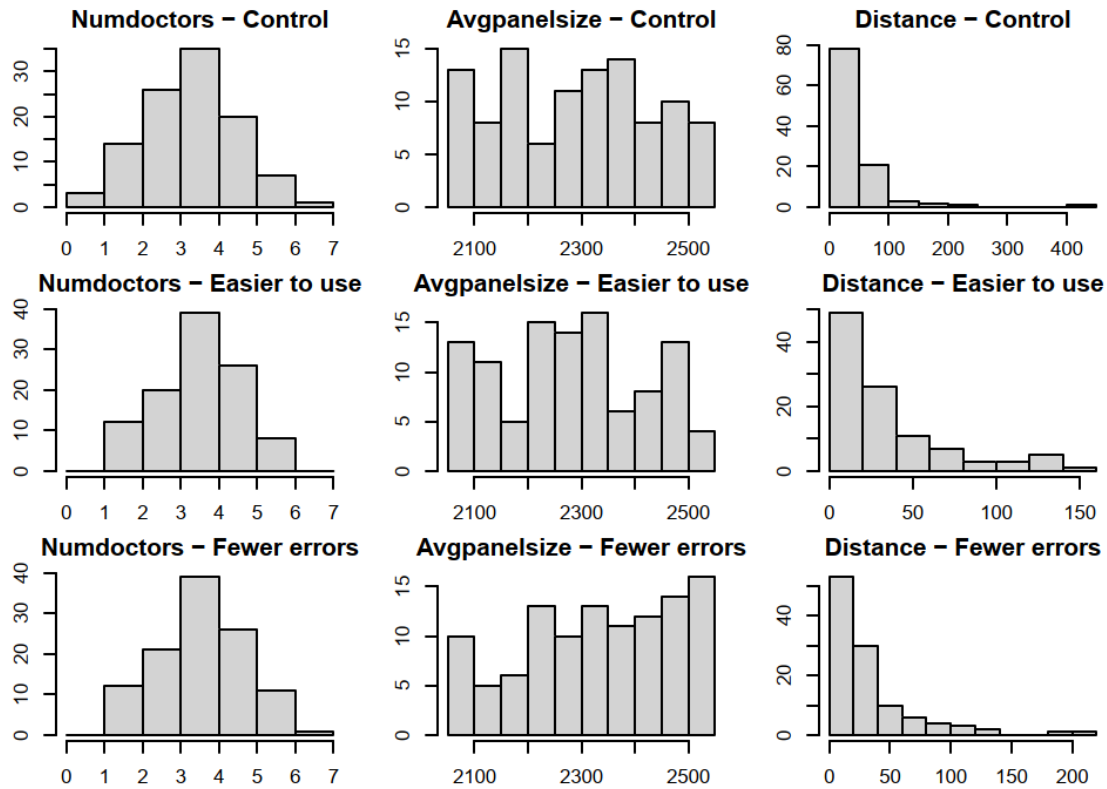 Numdoctors − Control
0 10 20 30
0 1 2 3 4 5 6 7
Avgpanelsize − Control
0 5 10 15
2100 2300 2500
Distance − Control
0 20 40 60 80
0 100 200 300 400
Numdoctors − Easier to use
0 10 20 30 40
0 1 2 3 4 5 6 7
Avgpanelsize − Easier to use
0 5 10 15
2100 2300 2500
Distance − Easier to use
0 20 40
0 50 100 150
Numdoctors − Fewer errors
0 10 20 30 40
0 1 2 3 4 5 6 7
Avgpanelsize − Fewer errors
0 5 10 15
2100 2300 2500
Distance − Fewer errors
0 20 40
0 50 100 150 200